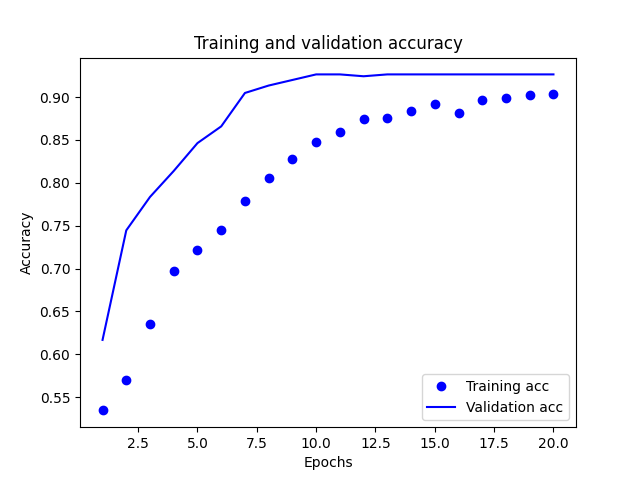 Training and validation accuracy
Accuracy
0.90
0.85
0.80
0.75
0.70
0.65
0.60
0.55
Training acc
Validation acc
2.5 5.0 7.5 10.0 12.5 15.0 17.5 20.0
Epochs